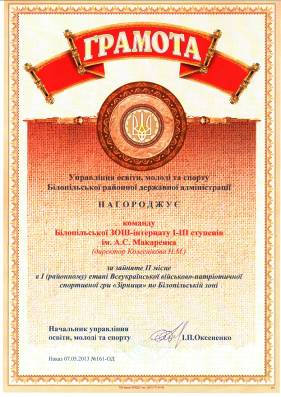 ГРАМОТА
Управління освіти, молоді та спорту
Білопільської районної державної адміністрації
НАГОРОДЖУЄ
команду
Білопільської ЗОШ-інтернату І-ІІІ ступенів
ім. А.С. Макаренка
(директор Колеснікова Н.М.)
за зайняте ІІ місце
в І (районному) етапі Всеукраїнської військово-патріотичної
спортивної гри «Зірниця» по Білопільській зоні
Начальник управління
освіти, молоді та спорту І.П.Оксененко
Наказ 07.05.2013 №161-ОД